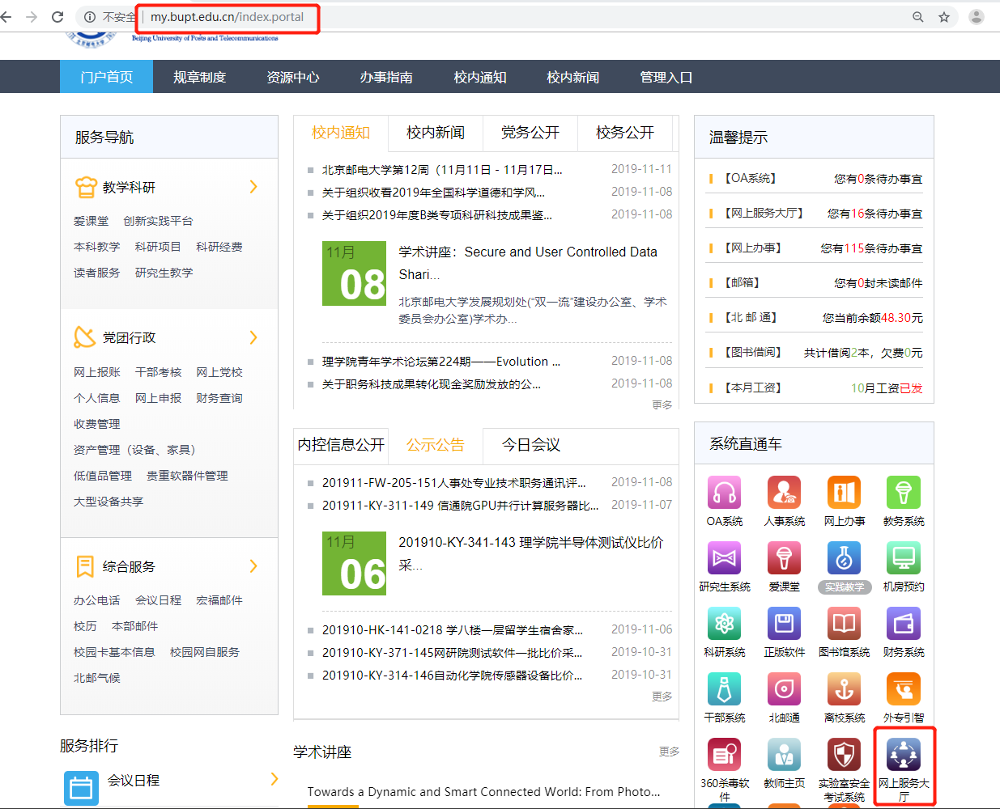 不安全 my.bupt.edu.cn/index.portal
Beijing University of Posts and Telecommunications
门户首页 规章制度 资源中心 办事指南 校内通知 校内新闻 管理入口
服务导航
教学科研
爱课堂 创新实践平台
本科教学 科研项目 科研经费
读者服务 研究生教学
党团行政
网上报账 干部考核 网上党校
个人信息 网上申报 财务查询
收费管理
资产管理（设备、家具）
低值品管理 贵重软器件管理
大型设备共享
综合服务
办公电话 会议日程 宏福邮件
校历 本部邮件
校园卡基本信息 校园网自服务
北邮气候
服务排行
会议日程
校内通知 校内新闻 党务公开 校务公开
北京邮电大学第12周（11月11日 - 11月17日... 2019-11-11
关于组织收看2019年全国科学道德和学风... 2019-11-08
关于组织2019年度B类专项科研科技成果鉴... 2019-11-08
11月
08
学术讲座：Secure and User Controlled Data
Shari...
北京邮电大学发展规划处(“双一流”建设办公室、学术
委员会办公室)学术办...
理学院青年学术论坛第224期——Evolution ... 2019-11-08
关于职务科技成果转化现金奖励发放的公... 2019-11-08
更多
内控信息公开 公示公告 今日会议
201911-FW-205-151人事处专业技术职务通讯评... 2019-11-08
201911-KY-311-149 信通院GPU并行计算服务器比... 2019-11-07
11月
06
201910-KY-341-143 理学院半导体测试仪比价
采...
201910-HK-141-0218 学八楼一层留学生宿舍家... 2019-11-06
201910-KY-371-145网研院测试软件一批比价采... 2019-10-31
201910-KY-314-146自动化学院传感器设备比价... 2019-10-31
更多
学术讲座 更多
Towards a Dynamic and Smart Connected World: From Photo...
温馨提示
【OA系统】 您有0条待办事宜
【网上服务大厅】 您有16条待办事宜
【网上办事】 您有115条待办事宜
【邮箱】 您有0封未读邮件
【北 邮 通】 您当前余额48.30元
【图书借阅】 共计借阅2本，欠费0元
【本月工资】 10月工资已发
系统直通车
OA系统 人事系统 网上办事 教务系统
研究生系统 爱课堂 实践教学 机房预约
科研系统 正版软件 图书馆系统 财务系统
干部系统 北邮通 离校系统 外专引智
360杀毒软件 教师主页 实验室安全考试系统 网上服务大厅